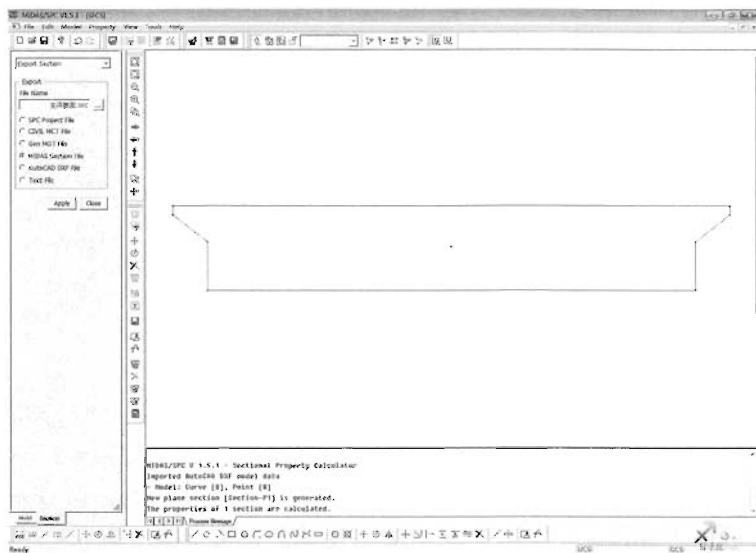 MIDAS/SPC V1.5.1 - [GCS]
File Edit Model Property View Tools Help
Export Section
Export
File Name
.SPC
...
SPC Project File
CIVIL MCT File
Gen MGT File
MIDAS Section File
AutoCAD DXF File
Text File
Apply Close
MIDAS/SPC V 1.5.1 - Sectional Property Calculator
Imported AutoCAD DXF model data
- Model: Curve [8], Point [8]
New plane section [Section-P1] is generated.
The properties of 1 section are calculated.
Model Section
Process Message
Ready
UCS GCS